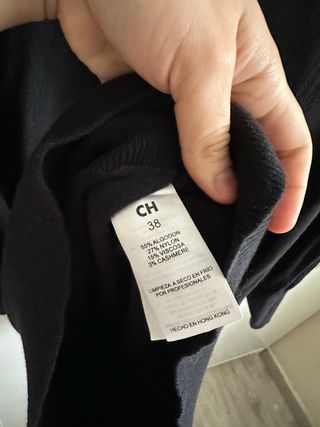 CH
38
55% ALGODON
27% NYLON
15% VISCOSA
3% CASHMERE
LIMPIEZA A SECO EN FRIO
POR PROFESIONALES
HECHO EN HONG KONG